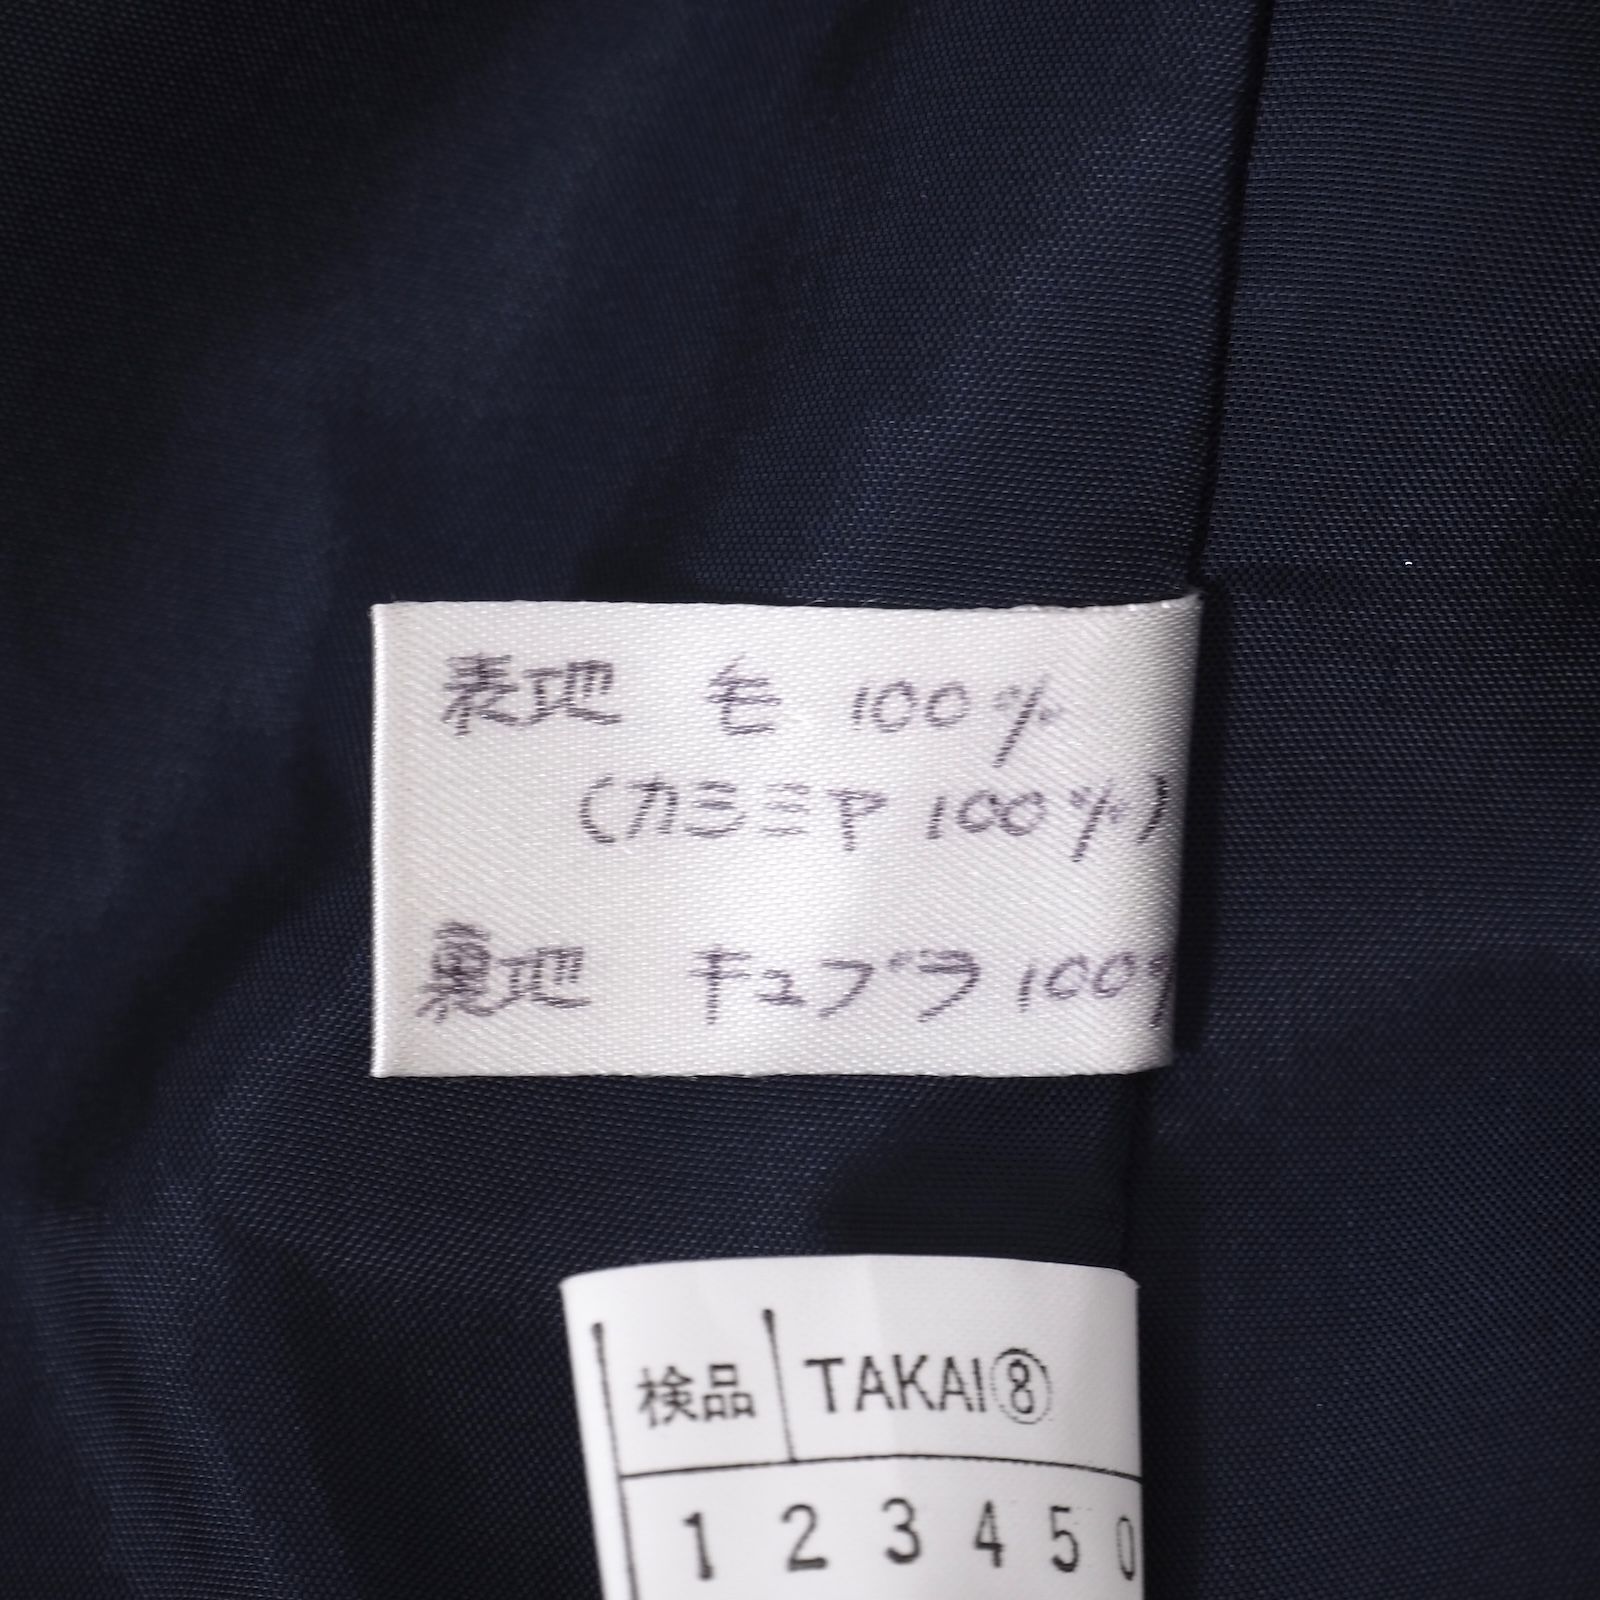 表地 毛 100%
(カシミヤ 100%)
裏地 キュプラ 100%
検品 TAKAI⑧
1 2 3 4 5 0